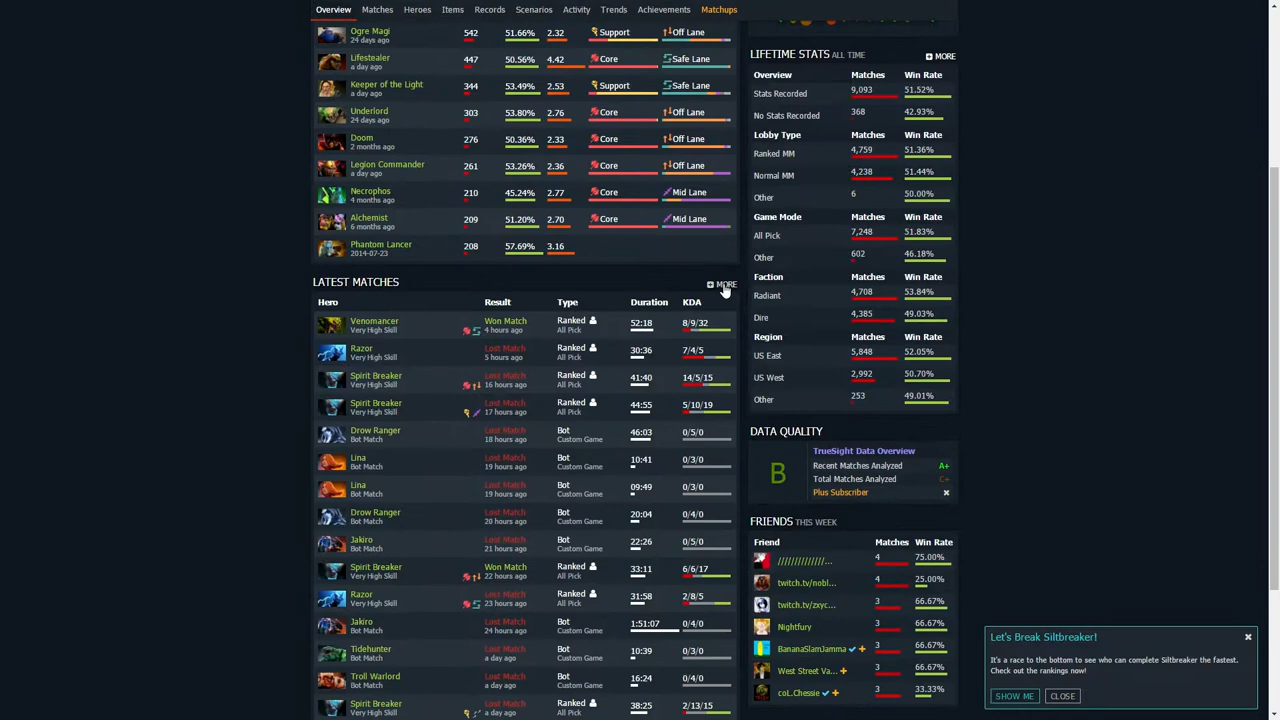 Overview Matches Heroes Items Records Scenarios Activity Trends Achievements Matchups
Ogre Magi 542 51.66% 2.32 Support Off Lane
24 days ago
Lifestealer 447 50.56% 4.42 Core Safe Lane
a day ago
Keeper of the Light 344 53.49% 2.53 Support Safe Lane
a day ago
Underlord 303 53.80% 2.76 Core Off Lane
24 days ago
Doom 276 50.36% 2.33 Core Off Lane
2 months ago
Legion Commander 261 53.26% 2.36 Core Off Lane
a day ago
Necrophos 210 45.24% 2.77 Core Mid Lane
4 months ago
Alchemist 209 51.20% 2.70 Core Mid Lane
6 months ago
Phantom Lancer 208 57.69% 3.16
2014-07-23
LATEST MATCHES MORE
Hero Result Type Duration KDA
Venomancer Won Match Ranked 52:18 8/9/32
Very High Skill 4 hours ago All Pick
Razor Lost Match Ranked 30:36 7/4/5
Very High Skill 5 hours ago All Pick
Spirit Breaker Lost Match Ranked 41:40 14/5/15
Very High Skill 16 hours ago All Pick
Spirit Breaker Lost Match Ranked 44:55 5/10/19
Very High Skill 17 hours ago All Pick
Drow Ranger Lost Match Bot 46:03 0/5/0
Bot Match 18 hours ago Custom Game
Lina Lost Match Bot 10:41 0/3/0
Bot Match 19 hours ago Custom Game
Lina Lost Match Bot 09:49 0/3/0
Bot Match 19 hours ago Custom Game
Drow Ranger Lost Match Bot 20:04 0/4/0
Bot Match 20 hours ago Custom Game
Jakiro Lost Match Bot 22:26 0/5/0
Bot Match 21 hours ago Custom Game
Spirit Breaker Won Match Ranked 33:11 6/6/17
Very High Skill 22 hours ago All Pick
Razor Lost Match Ranked 31:58 2/8/5
Very High Skill 23 hours ago All Pick
Jakiro Lost Match Bot 1:51:07 0/4/0
Bot Match 24 hours ago Custom Game
Tidehunter Lost Match Bot 10:39 0/3/0
Bot Match a day ago Custom Game
Troll Warlord Lost Match Bot 16:24 0/4/0
Bot Match a day ago Custom Game
Spirit Breaker Lost Match Ranked 38:25 2/13/15
Very High Skill a day ago All Pick
LIFETIME STATS ALL TIME MORE
Overview Matches Win Rate
Stats Recorded 9,093 51.52%
No Stats Recorded 368 42.93%
Lobby Type Matches Win Rate
Ranked MM 4,759 51.36%
Normal MM 4,238 51.44%
Other 6 50.00%
Game Mode Matches Win Rate
All Pick 7,248 51.83%
Other 602 46.18%
Faction Matches Win Rate
Radiant 4,708 53.84%
Dire 4,385 49.03%
Region Matches Win Rate
US East 5,848 52.05%
US West 2,992 50.70%
Other 253 49.01%
DATA QUALITY
B
TrueSight Data Overview
Recent Matches Analyzed A+
Total Matches Analyzed C+
Plus Subscriber
FRIENDS THIS WEEK
Friend Matches Win Rate
//////////////... 4 75.00%
twitch.tv/nobl... 4 25.00%
twitch.tv/zxyc... 3 66.67%
Nightfury 3 66.67%
BananaSlamJamma 3 66.67%
West Street Va... 3 66.67%
coL.Chessie 3 33.33%
Let's Break Siltbreaker!
It's a race to the bottom to see who can complete Siltbreaker the fastest.
Check out the rankings now!
SHOW ME CLOSE